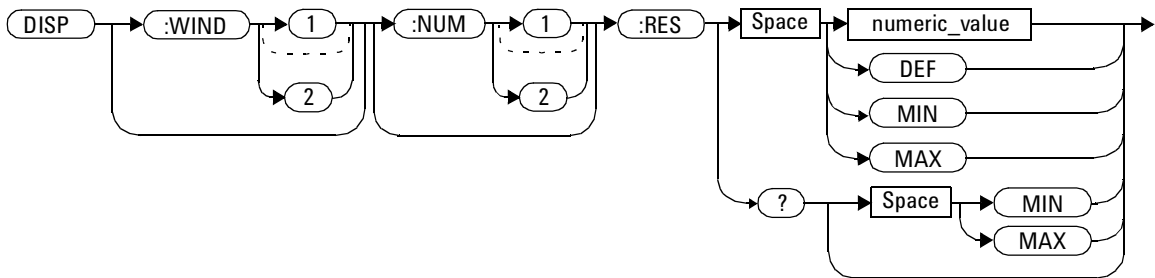 DISP :WIND 1 :NUM 1 :RES Space numeric_value
2 2 DEF
MIN
MAX
? Space MIN
MAX